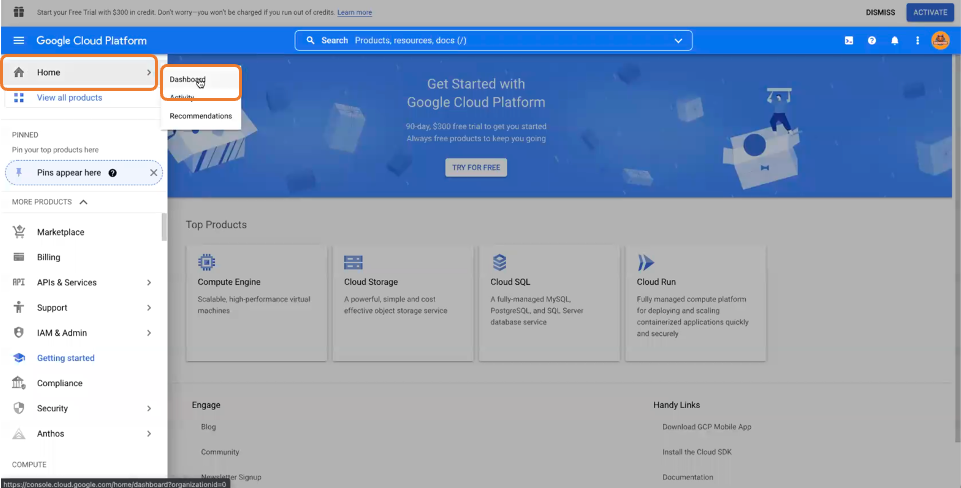 Start your Free Trial with $300 in credit. Don't worry—you won't be charged if you run out of credits. Learn more
DISMISS
ACTIVATE
Google Cloud Platform
Search Products, resources, docs (/)
Home
View all products
Dashboard
Activity
Recommendations
PINNED
Pin your top products here
Pins appear here
MORE PRODUCTS
Marketplace
Billing
API APIs & Services
Support
IAM & Admin
Getting started
Compliance
Security
Anthos
COMPUTE
Get Started with
Google Cloud Platform
90-day, $300 free trial to get you started
Always free products to keep you going
TRY FOR FREE
Top Products
Compute Engine
Scalable, high-performance virtual
machines
Cloud Storage
A powerful, simple and cost
effective object storage service
Cloud SQL
A fully-managed MySQL,
PostgreSQL, and SQL Server
database service
Cloud Run
Fully managed compute platform
for deploying and scaling
containerized applications quickly
and securely
Engage
Blog
Community
Newsletter Signup
Handy Links
Download GCP Mobile App
Install the Cloud SDK
Documentation
https://console.cloud.google.com/home/dashboard?organizationId=0